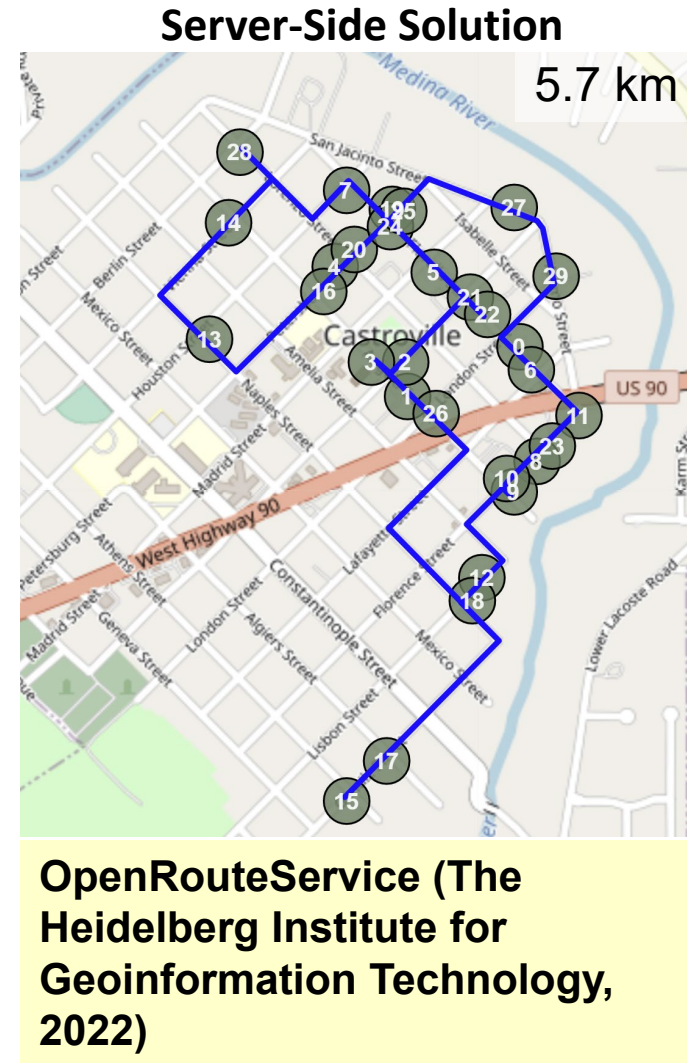 Server-Side Solution
5.7 km
Medina River
San Jacinto Street
28
7
14
19
25
24
27
Isabelle Street
Berlin Street
20
4
16
5
29
21
22
Mexico Street
Houston S
13
Castroville
0
6
3
2
1
26
Amelia Street
London Street
Naples Street
US 90
11
23
8
10
9
Madrid Street
West Highway 90
Petersburg Street
Athens Street
Lafayette Street
Florence Street
12
18
Karm St
Lower Lacoste Road
Madrid Street
Geneva Street
London Street
Constantinople Street
Algiers Street
Mexico Street
Lisbon Street
17
15
OpenRouteService (The
Heidelberg Institute for
Geoinformation Technology,
2022)